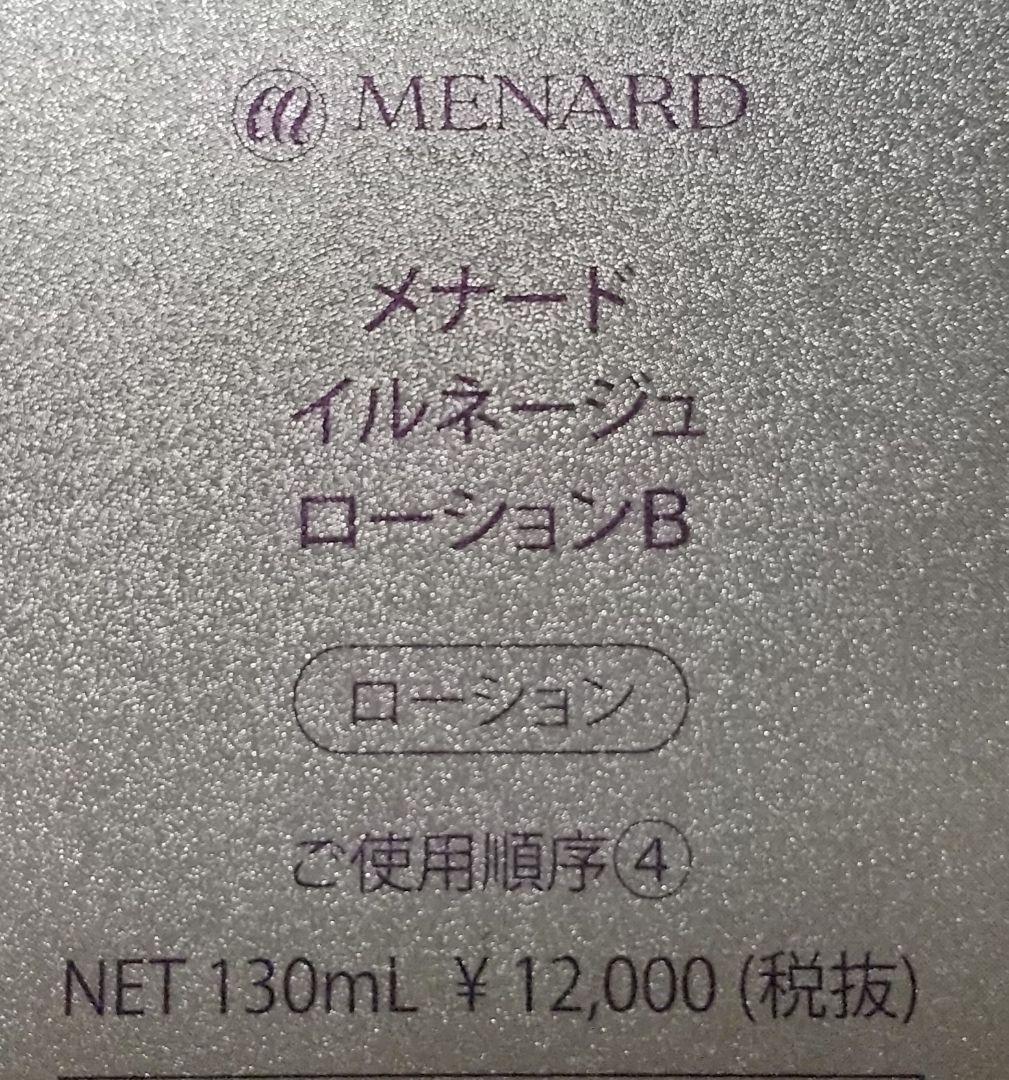 MENARD
メナード
イルネージュ
ローションB
ローション
ご使用順序④
NET 130mL ¥12,000(税抜)